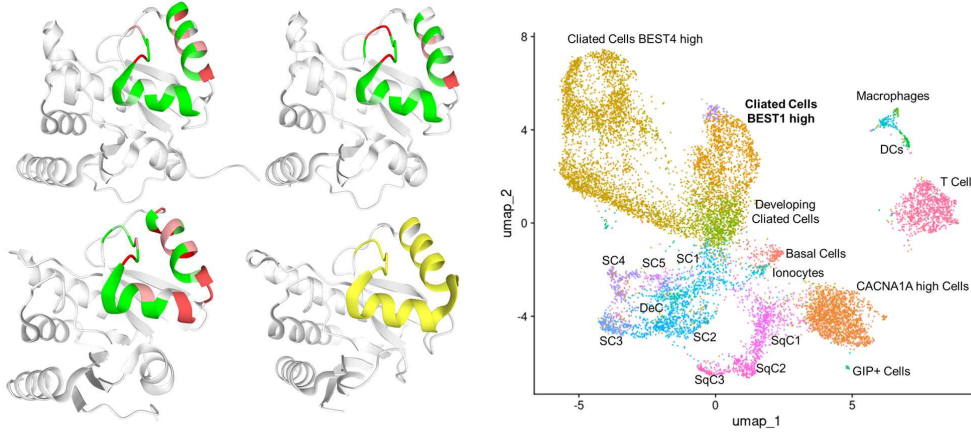 8
4
0
-4
umap_2
Cliated Cells BEST4 high
Cliated Cells
BEST1 high
Macrophages
DCs
T Cell
Developing
Cliated Cells
Basal Cells
Ionocytes
CACNA1A high Cells
SC4
SC5
SC1
DeC
SC3
SC2
SqC1
SqC3
SqC2
GIP+ Cells
-5
0
5
umap_1